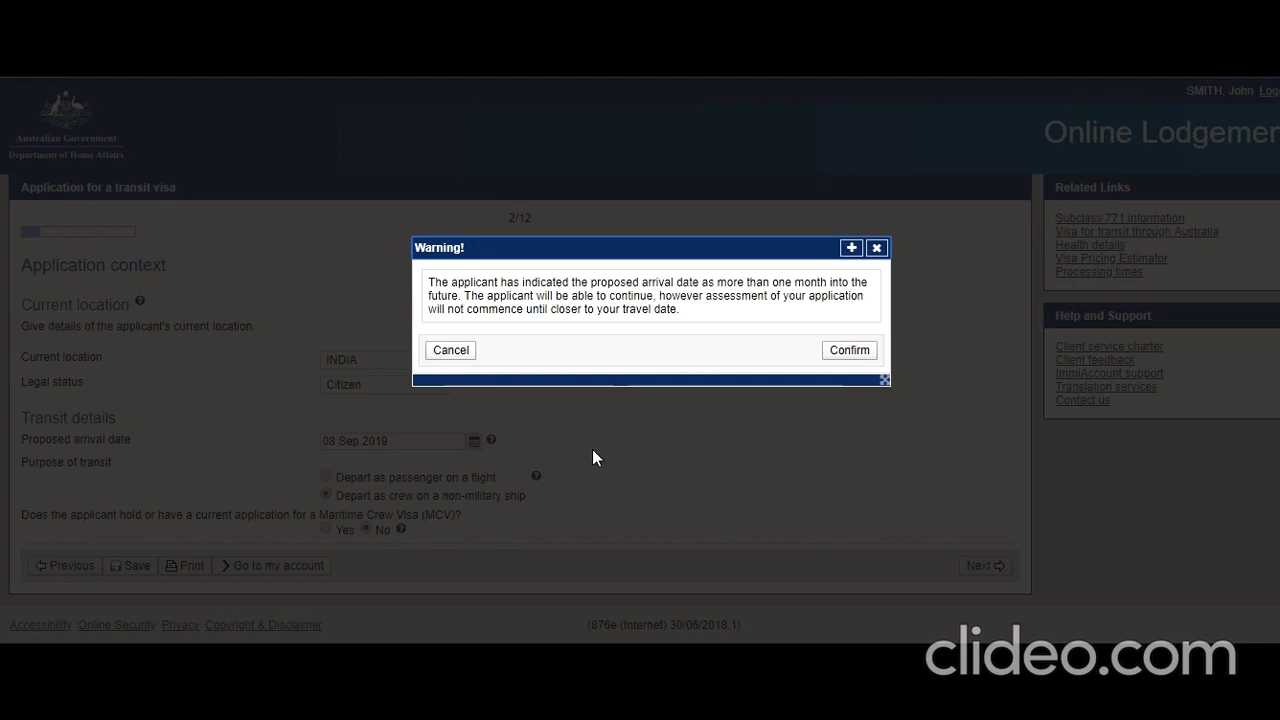 SMITH, John Log
Australian Government
Department of Home Affairs
Online Lodgemen
Application for a transit visa
2/12
Application context
Current location
Give details of the applicant's current location.
Current location INDIA
Legal status Citizen
Transit details
Proposed arrival date 08 Sep 2019
Purpose of transit
Depart as passenger on a flight
Depart as crew on a non-military ship
Does the applicant hold or have a current application for a Maritime Crew Visa (MCV)?
Yes No
Previous Save Print Go to my account Next
Warning!
The applicant has indicated the proposed arrival date as more than one month into the
future. The applicant will be able to continue, however assessment of your application
will not commence until closer to your travel date.
Cancel Confirm
Related Links
Subclass 771 information
Visa for transit through Australia
Health details
Visa Pricing Estimator
Processing times
Help and Support
Client service charter
Client feedback
ImmiAccount support
Translation services
Contact us
Accessibility Online Security Privacy Copyright & Disclaimer
(876e (Internet) 30/06/2018.1)
clideo.com